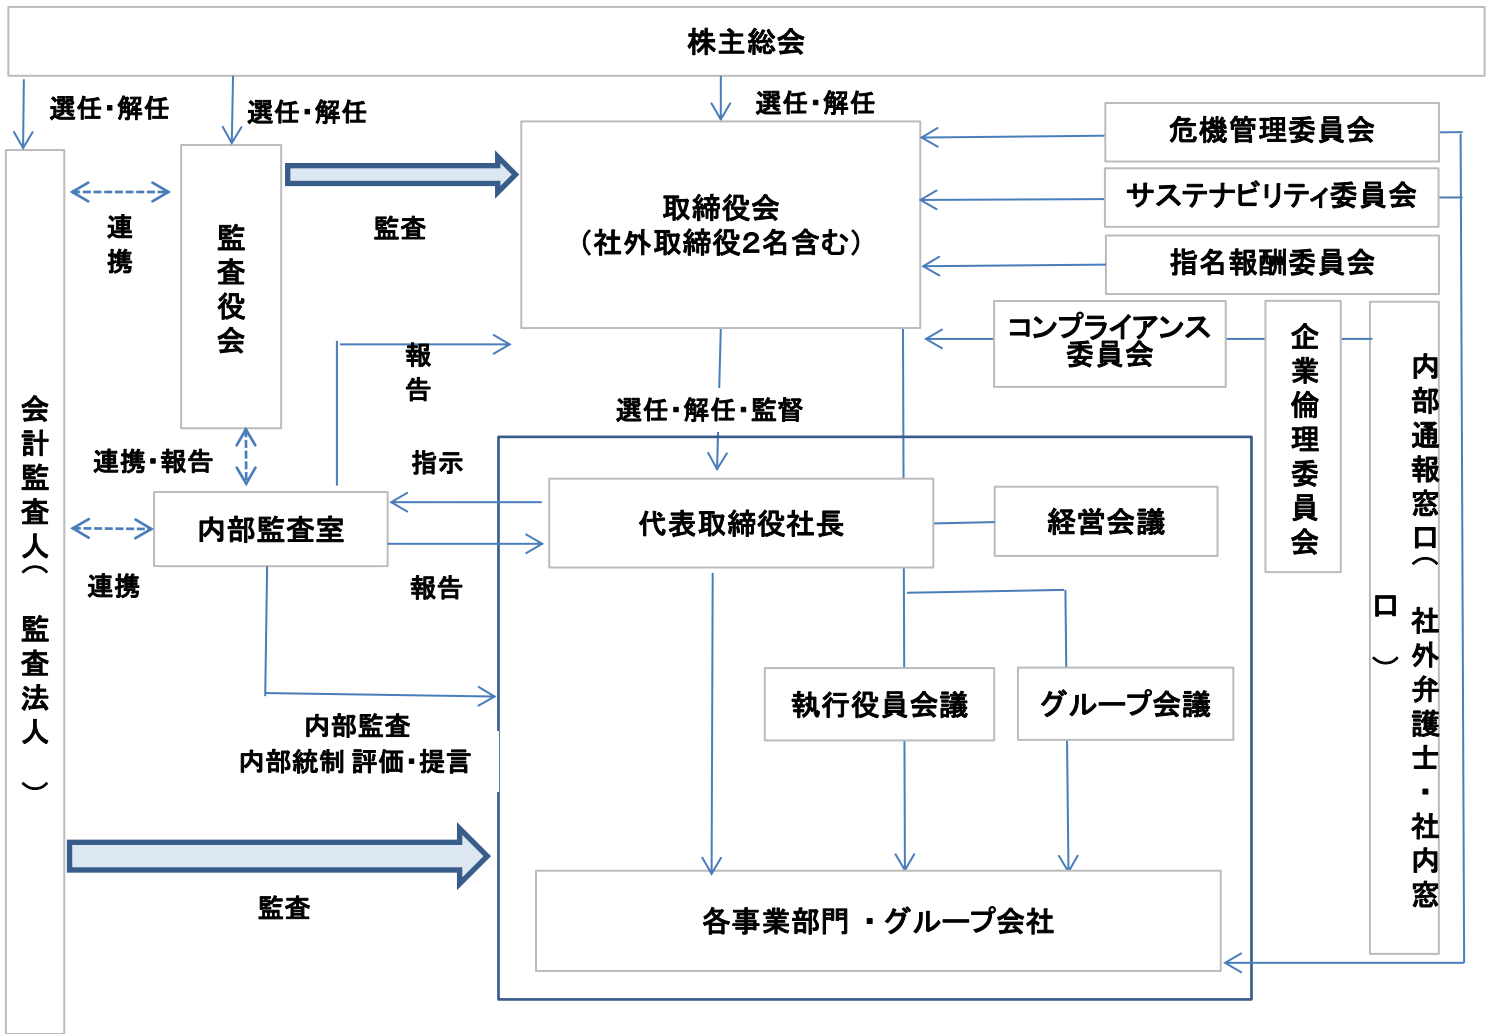 株主総会
選任・解任
選任・解任
選任・解任
危機管理委員会
サステナビリティ委員会
指名報酬委員会
取締役会
（社外取締役２名含む）
監査
連携
監査役会
コンプライアンス
委員会
企業倫理委員会
内部通報窓口（社外弁護士・社内窓
口）
報告
選任・解任・監督
会計監査人（監査法人）
連携・報告
指示
内部監査室
代表取締役社長
経営会議
連携
報告
執行役員会議
グループ会議
内部監査
内部統制 評価・提言
監査
各事業部門 ・グループ会社